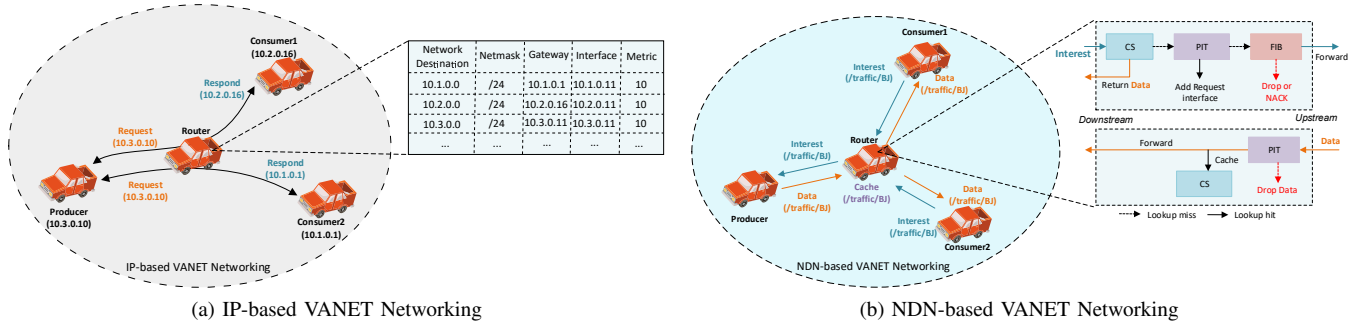 Consumer1
(10.2.0.16)
Respond
(10.2.0.16)
Request
(10.3.0.10)
Router
Respond
(10.1.0.1)
Request
(10.3.0.10)
Producer
(10.3.0.10)
Consumer2
(10.1.0.1)
IP-based VANET Networking
Network Destination Netmask Gateway Interface Metric
10.1.0.0 /24 10.1.0.1 10.1.0.11 10
10.2.0.0 /24 10.2.0.16 10.2.0.11 10
10.3.0.0 /24 10.3.0.11 10.3.0.11 10
... ... ... ... ...
(a) IP-based VANET Networking
Consumer1
Interest
(/traffic/BJ)
Data
(/traffic/BJ)
Router
Interest
(/traffic/BJ)
Data
(/traffic/BJ)
Cache
(/traffic/BJ)
Data
(/traffic/BJ)
Interest
(/traffic/BJ)
Producer
Consumer2
NDN-based VANET Networking
CS PIT FIB
Interest
Forward
Return Data
Add Request
interface
Drop or
NACK
Downstream Upstream
Forward
PIT
Data
Cache
CS
Drop Data
Lookup miss Lookup hit
(b) NDN-based VANET Networking